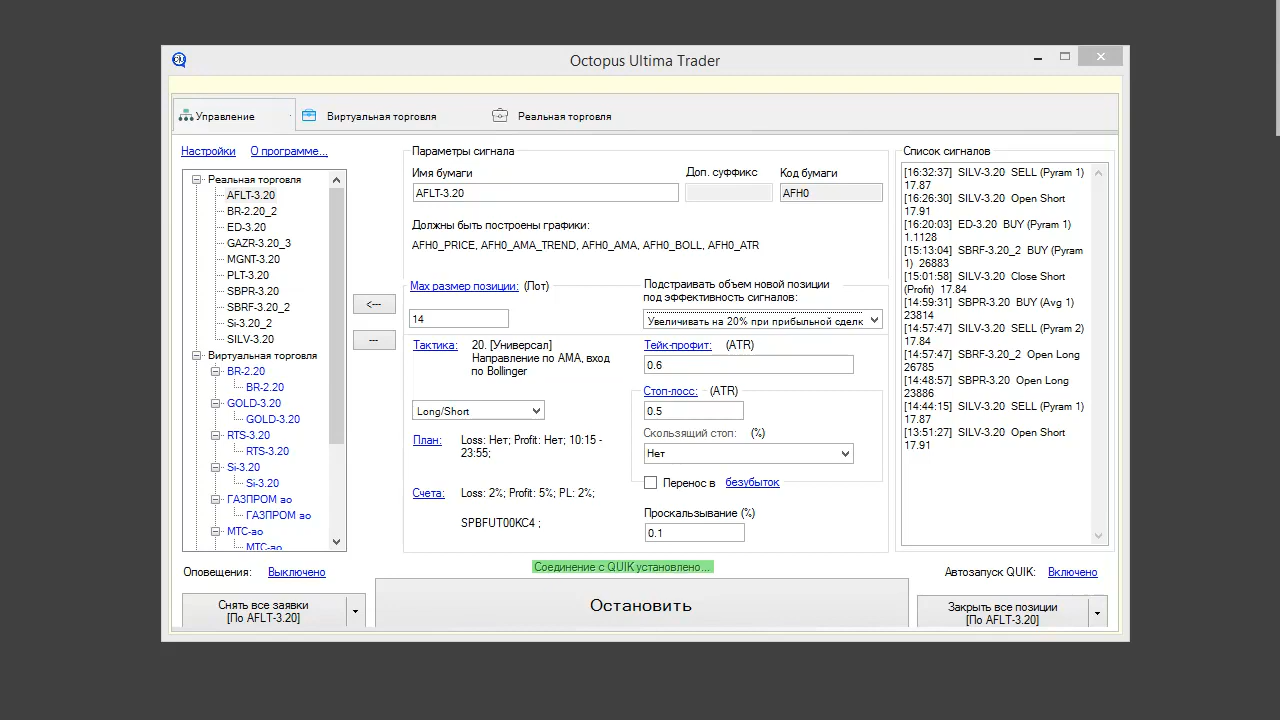 Octopus Ultima Trader
Управление
Виртуальная торговля
Реальная торговля
Настройки
О программе...
Реальная торговля
AFLT-3.20
BR-2.20_2
ED-3.20
GAZR-3.20_3
MGNT-3.20
PLT-3.20
SBPR-3.20
SBRF-3.20_2
Si-3.20_2
SILV-3.20
Виртуальная торговля
BR-2.20
BR-2.20
GOLD-3.20
GOLD-3.20
RTS-3.20
RTS-3.20
Si-3.20
Si-3.20
ГАЗПРОМ ао
ГАЗПРОМ ао
МТС-ао
МТС-ао
<---
---
Параметры сигнала
Имя бумаги
Доп. суффикс
Код бумаги
AFLT-3.20
AFH0
Должны быть построены графики:
AFH0_PRICE, AFH0_AMA_TREND, AFH0_AMA, AFH0_BOLL, AFH0_ATR
Max размер позиции: (Лот)
14
Подстраивать объем новой позиции
под эффективность сигналов:
Увеличивать на 20% при прибыльной сделк
Тактика:
20. [Универсал]
Направление по AMA, вход
по Bollinger
Long/Short
План:
Loss: Нет; Profit: Нет; 10:15 -
23:55;
Счета:
Loss: 2%; Profit: 5%; PL: 2%;
SPBFUT00KC4 ;
Тейк-профит: (ATR)
0.6
Стоп-лосс: (ATR)
0.5
Скользящий стоп: (%)
Нет
Перенос в безубыток
Проскальзывание (%)
0.1
Список сигналов
[16:32:37] SILV-3.20 SELL (Pyram 1)
17.87
[16:26:30] SILV-3.20 Open Short
17.91
[16:20:03] ED-3.20 BUY (Pyram 1)
1.1128
[15:13:04] SBRF-3.20_2 BUY (Pyram
1) 26883
[15:01:58] SILV-3.20 Close Short
(Profit) 17.84
[14:59:31] SBPR-3.20 BUY (Avg 1)
23814
[14:57:47] SILV-3.20 SELL (Pyram 2)
17.84
[14:57:47] SBRF-3.20_2 Open Long
26785
[14:48:57] SBPR-3.20 Open Long
23886
[14:44:15] SILV-3.20 SELL (Pyram 1)
17.87
[13:51:27] SILV-3.20 Open Short
17.91
Оповещения: Выключено
Соединение с QUIK установлено...
Автозапуск QUIK: Включено
Снять все заявки
[По AFLT-3.20]
Остановить
Закрыть все позиции
[По AFLT-3.20]